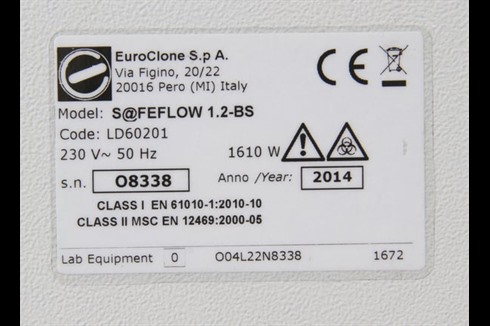 EuroClone S.p A.
Via Figino, 20/22
20016 Pero (MI) Italy
Model: S@FEFLOW 1.2-BS
Code: LD60201
230 V~ 50 Hz 1610 W
s.n. O8338 Anno /Year: 2014
CLASS I EN 61010-1:2010-10
CLASS II MSC EN 12469:2000-05
Lab Equipment 0 O04L22N8338 1672